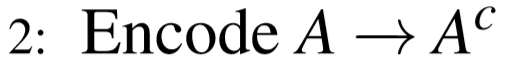 2: Encode A → A^c